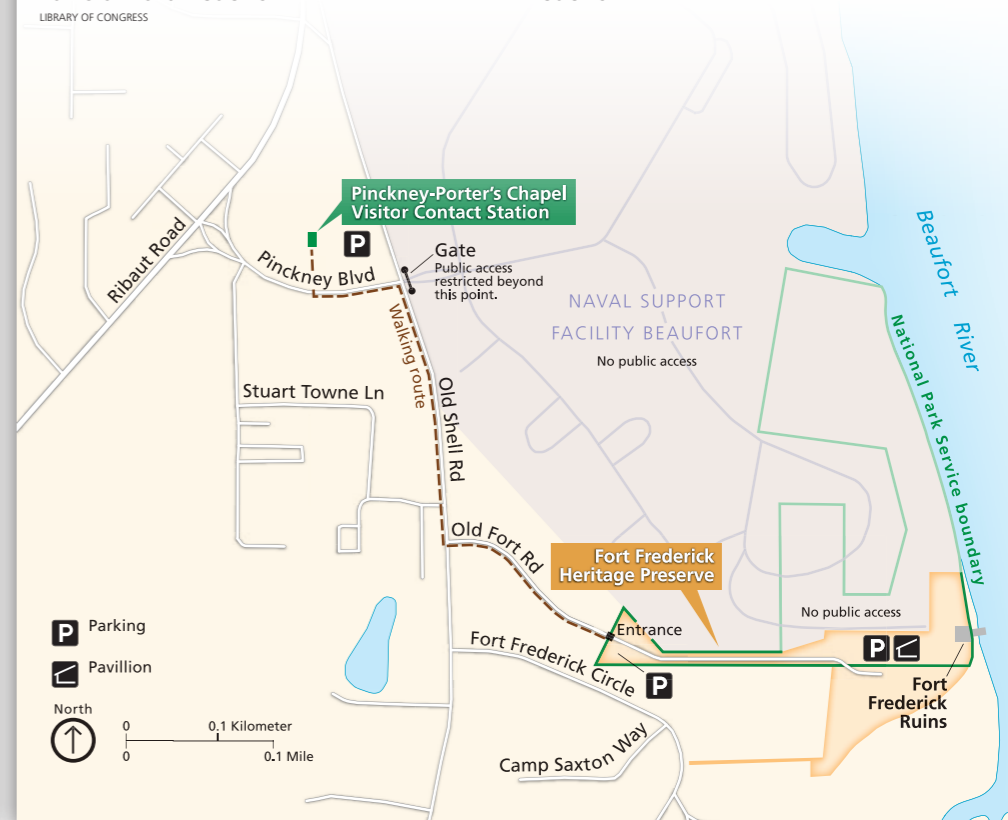 LIBRARY OF CONGRESS
Pinckney-Porter's Chapel
Visitor Contact Station
P
Ribaut Road
Pinckney Blvd
Gate
Public access
restricted beyond
this point.
Beaufort River
NAVAL SUPPORT
FACILITY BEAUFORT
No public access
Walking route
National Park Service boundary
Stuart Towne Ln
Old Shell Rd
Old Fort Rd
Fort Frederick
Heritage Preserve
No public access
Entrance
P
Fort Frederick Circle
P
Fort
Frederick
Ruins
Camp Saxton Way
P Parking
Pavillion
North
0 0.1 Kilometer
0 0.1 Mile